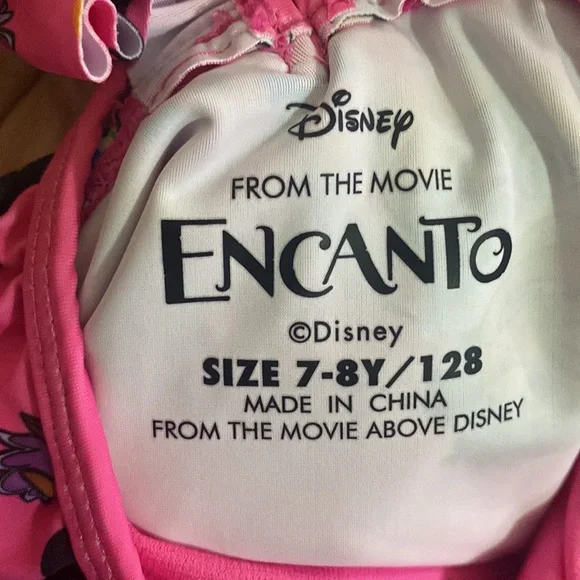 Disney
FROM THE MOVIE
ENCANTO
©Disney
SIZE 7-8Y/128
MADE IN CHINA
FROM THE MOVIE ABOVE DISNEY